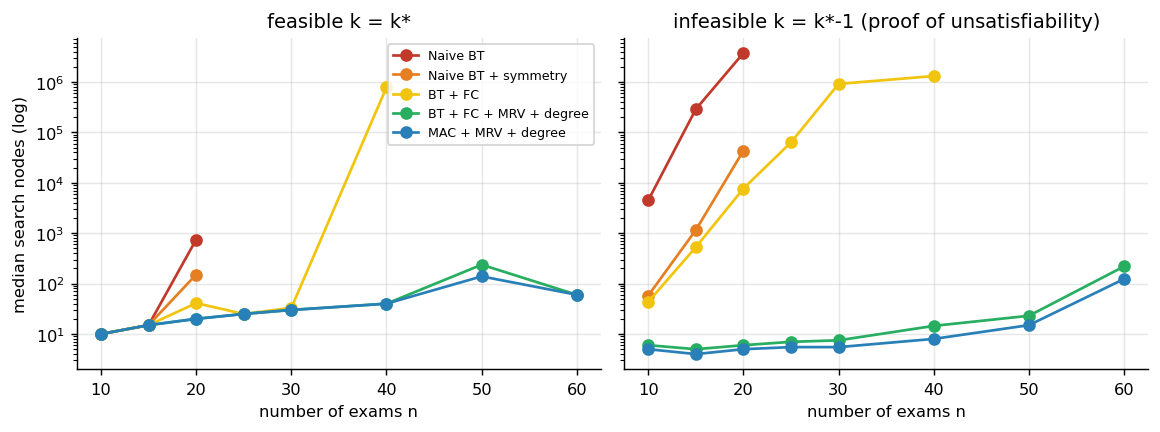 feasible k = k*
infeasible k = k*-1 (proof of unsatisfiability)
median search nodes (log)
10⁶
10⁵
10⁴
10³
10²
10¹
Naive BT
Naive BT + symmetry
BT + FC
BT + FC + MRV + degree
MAC + MRV + degree
10 20 30 40 50 60
10 20 30 40 50 60
number of exams n
number of exams n